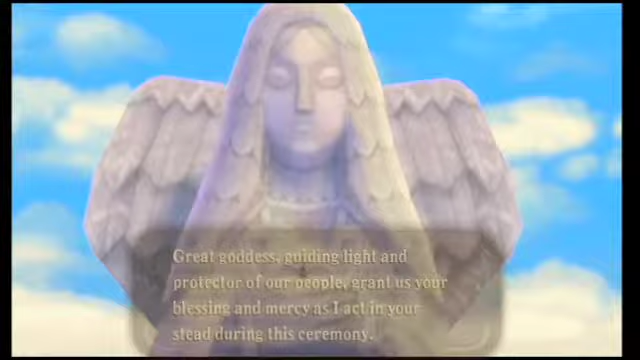 Great goddess, guiding light and
protector of our people, grant us your
blessing and mercy as I act in your
stead during this ceremony.